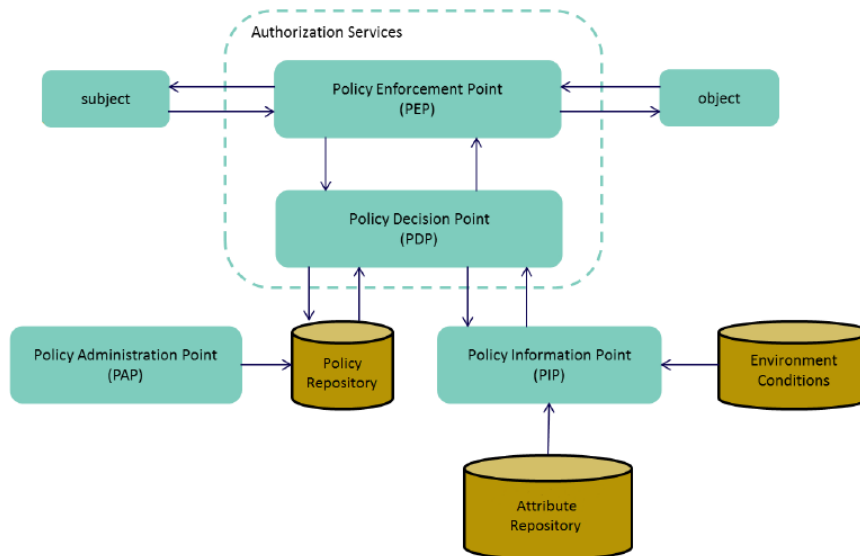 Authorization Services
subject
Policy Enforcement Point
(PEP)
object
Policy Decision Point
(PDP)
Policy Administration Point
(PAP)
Policy
Repository
Policy Information Point
(PIP)
Environment
Conditions
Attribute
Repository